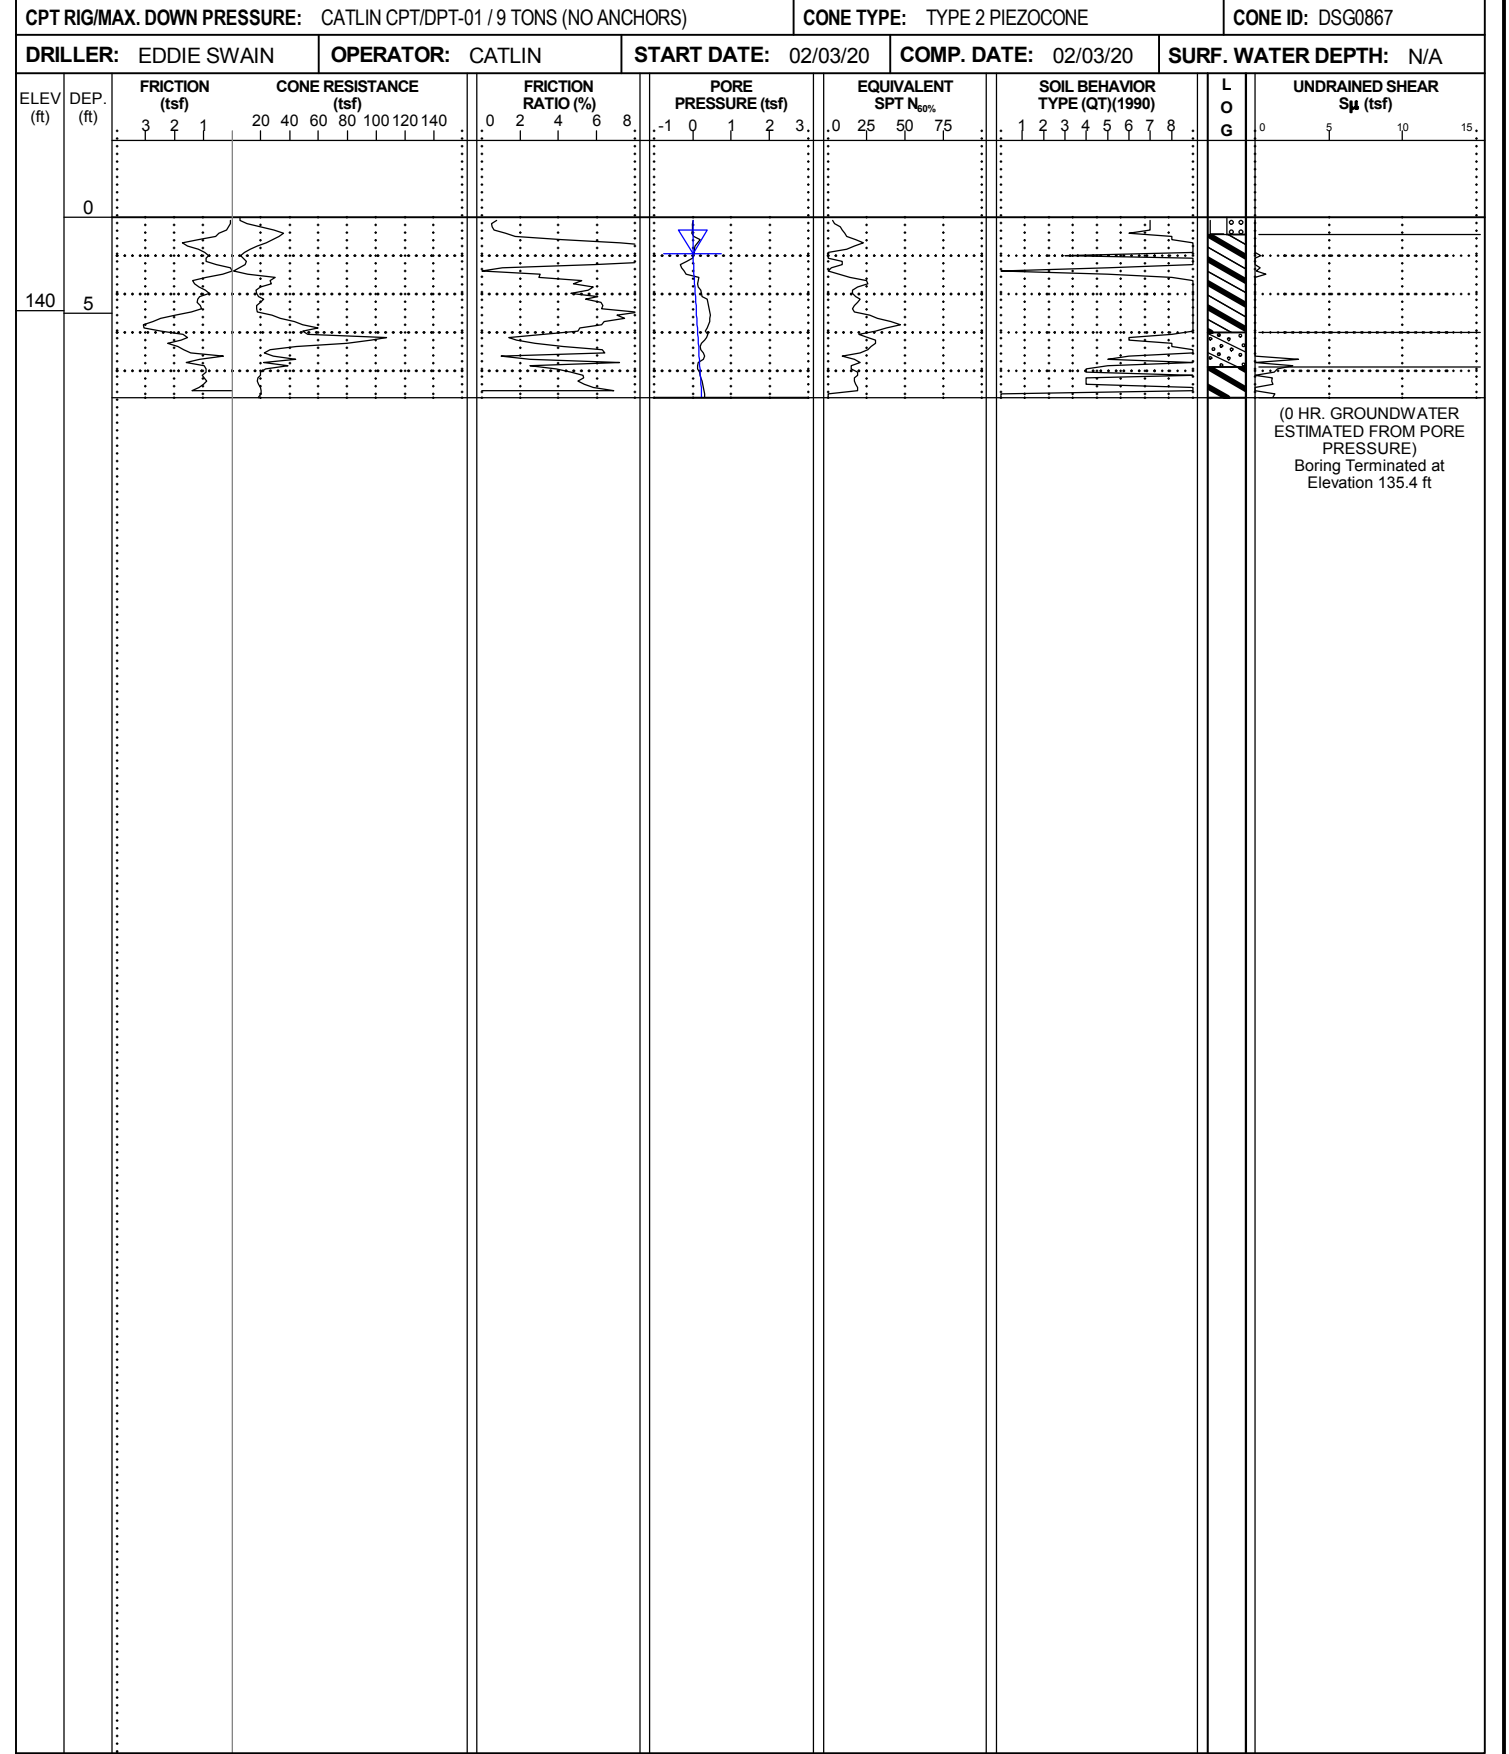 CPT RIG/MAX. DOWN PRESSURE: CATLIN CPT/DPT-01 / 9 TONS (NO ANCHORS) CONE TYPE: TYPE 2 PIEZOCONE CONE ID: DSG0867
DRILLER: EDDIE SWAIN OPERATOR: CATLIN START DATE: 02/03/20 COMP. DATE: 02/03/20 SURF. WATER DEPTH: N/A
ELEV (ft)
DEP. (ft)
FRICTION (tsf)
3 2 1
CONE RESISTANCE (tsf)
20 40 60 80 100 120 140
FRICTION RATIO (%)
0 2 4 6 8
PORE PRESSURE (tsf)
-1 0 1 2 3
EQUIVALENT SPT N60%
0 25 50 75
SOIL BEHAVIOR TYPE (QT)(1990)
1 2 3 4 5 6 7 8
L
O
G
UNDRAINED SHEAR
Sμ (tsf)
0 5 10 15
0
140 5
(0 HR. GROUNDWATER
ESTIMATED FROM PORE
PRESSURE)
Boring Terminated at
Elevation 135.4 ft